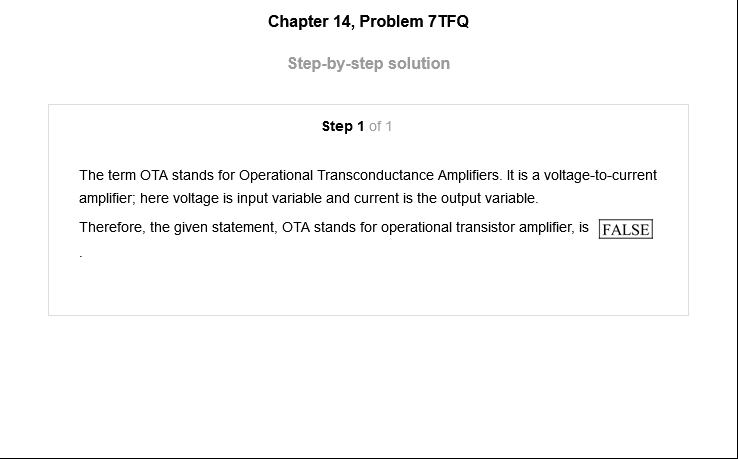 Chapter 14, Problem 7TFQ
Step-by-step solution
Step 1 of 1
The term OTA stands for Operational Transconductance Amplifiers. It is a voltage-to-current
amplifier; here voltage is input variable and current is the output variable.
Therefore, the given statement, OTA stands for operational transistor amplifier, is FALSE
.